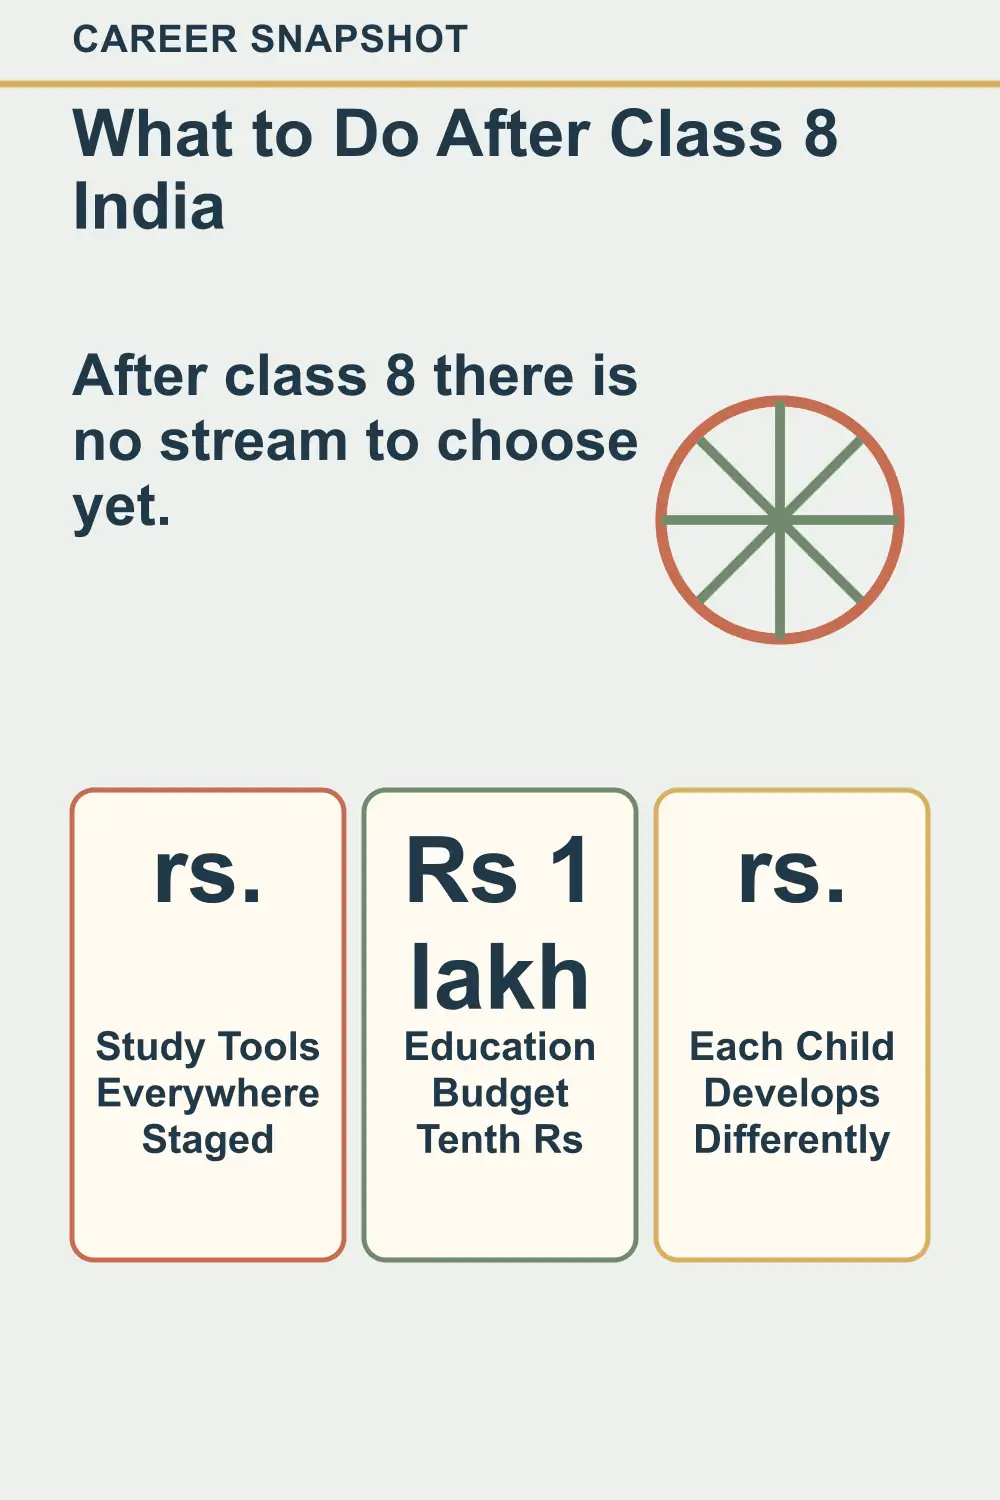 CAREER SNAPSHOT
What to Do After Class 8
India
After class 8 there is
no stream to choose
yet.
rs.
Study Tools
Everywhere
Staged
Rs 1
lakh
Education
Budget
Tenth Rs
rs.
Each Child
Develops
Differently